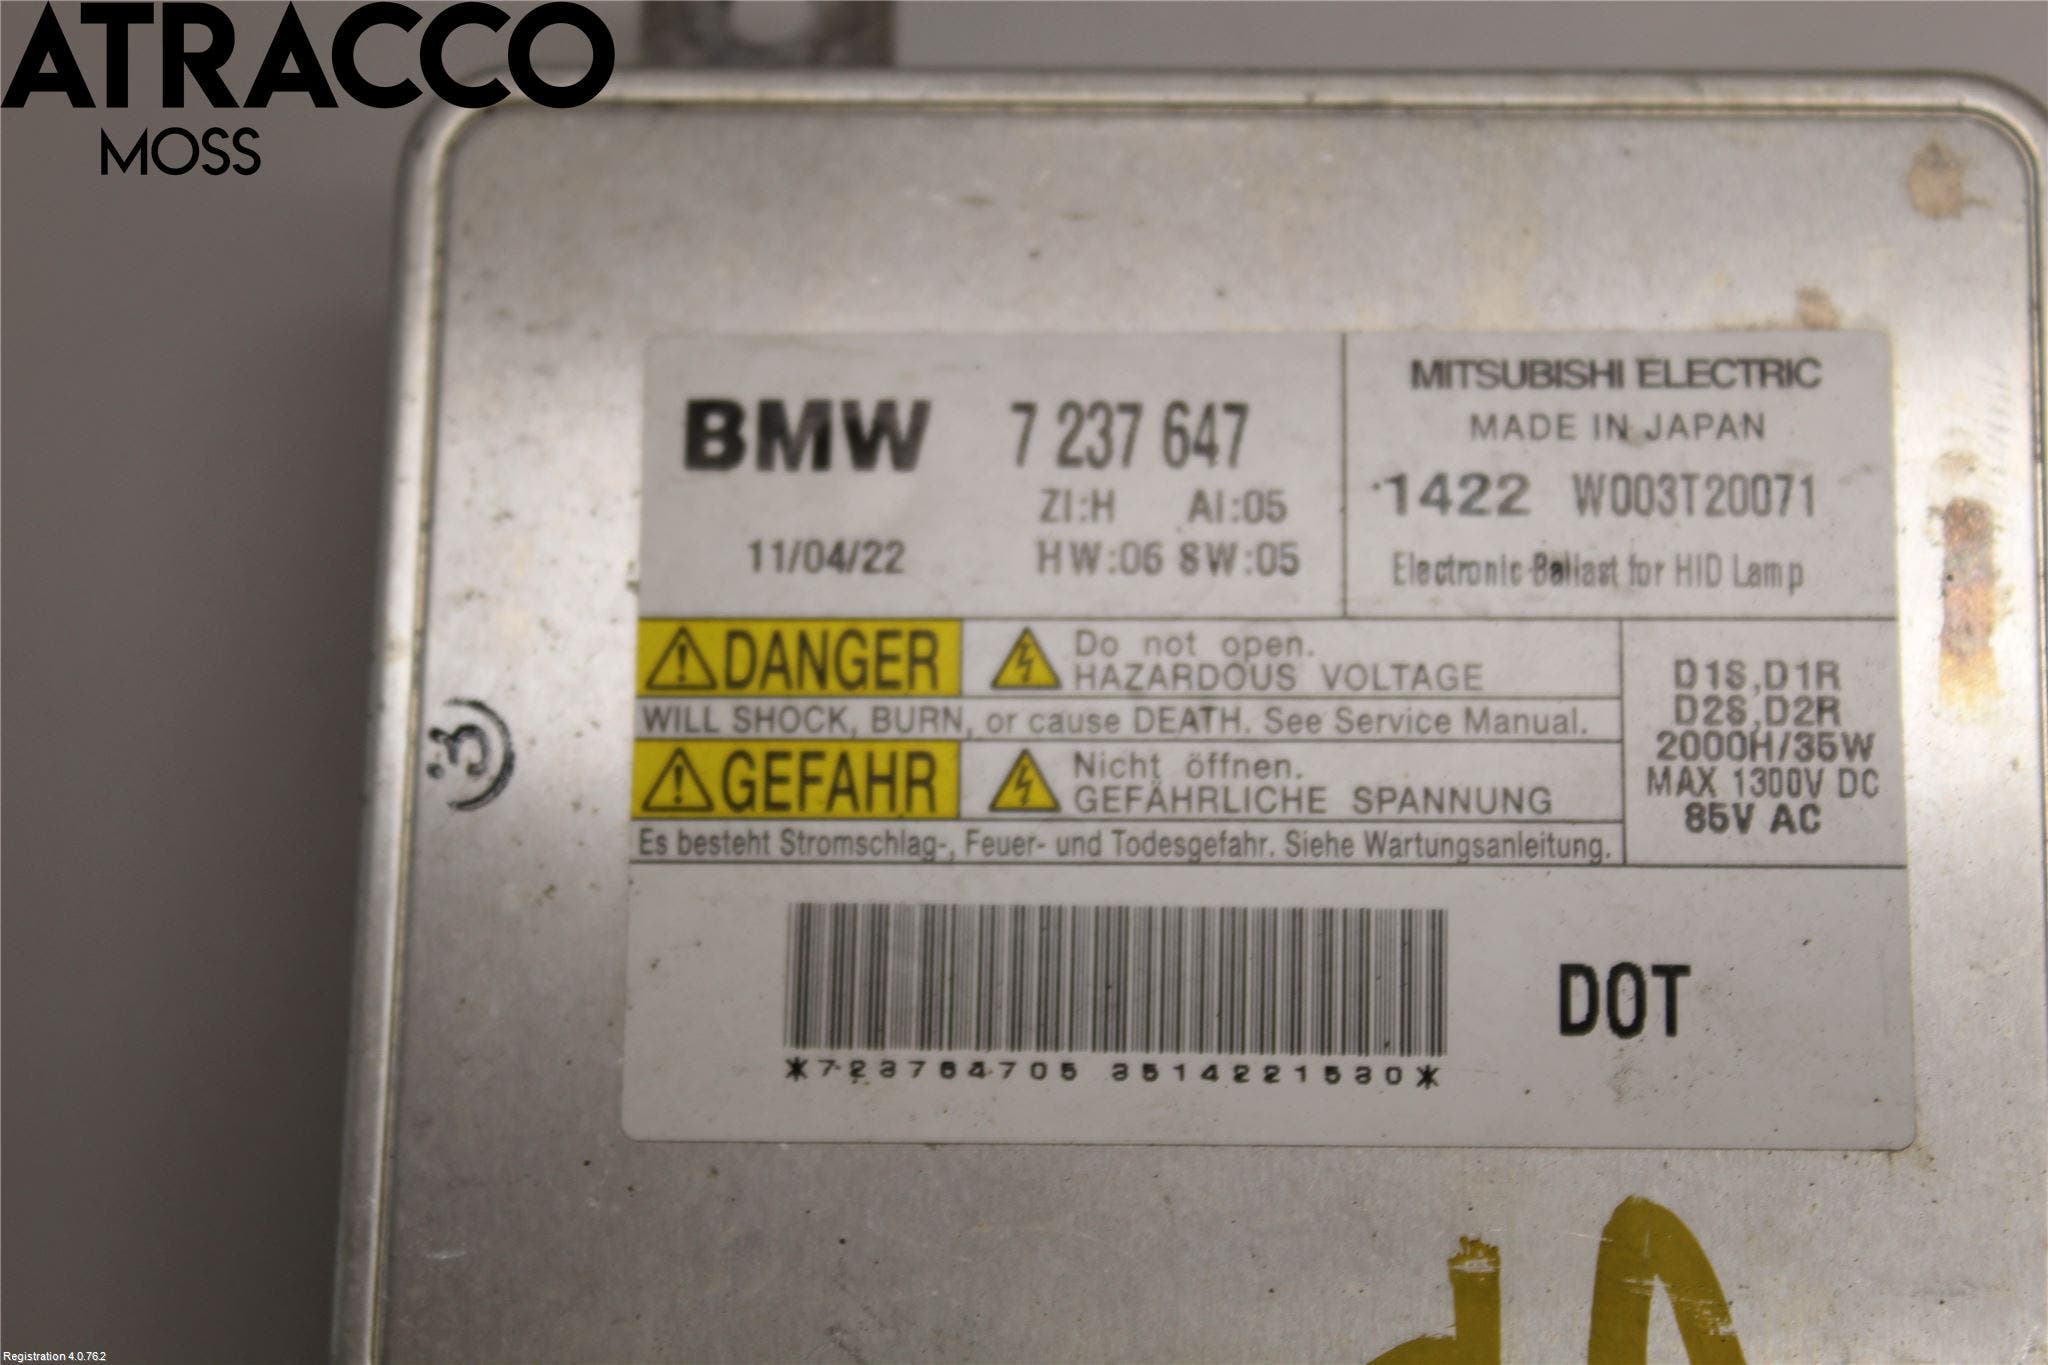 ATRACCO
MOSS
BMW 7 237 647
ZI:H AI:05
11/04/22 HW:06 SW:05
MITSUBISHI ELECTRIC
MADE IN JAPAN
1422 W003T20071
Electronic Ballast for HID Lamp
DANGER Do not open.
HAZARDOUS VOLTAGE
WILL SHOCK, BURN, or cause DEATH. See Service Manual.
GEFAHR Nicht öffnen.
GEFÄHRLICHE SPANNUNG
Es besteht Stromschlag-, Feuer- und Todesgefahr. Siehe Wartungsanleitung.
D1S,D1R
D2S,D2R
2000H/35W
MAX 1300V DC
85V AC
*723764705 3514221530*
DOT
Registration 4.0.76.2